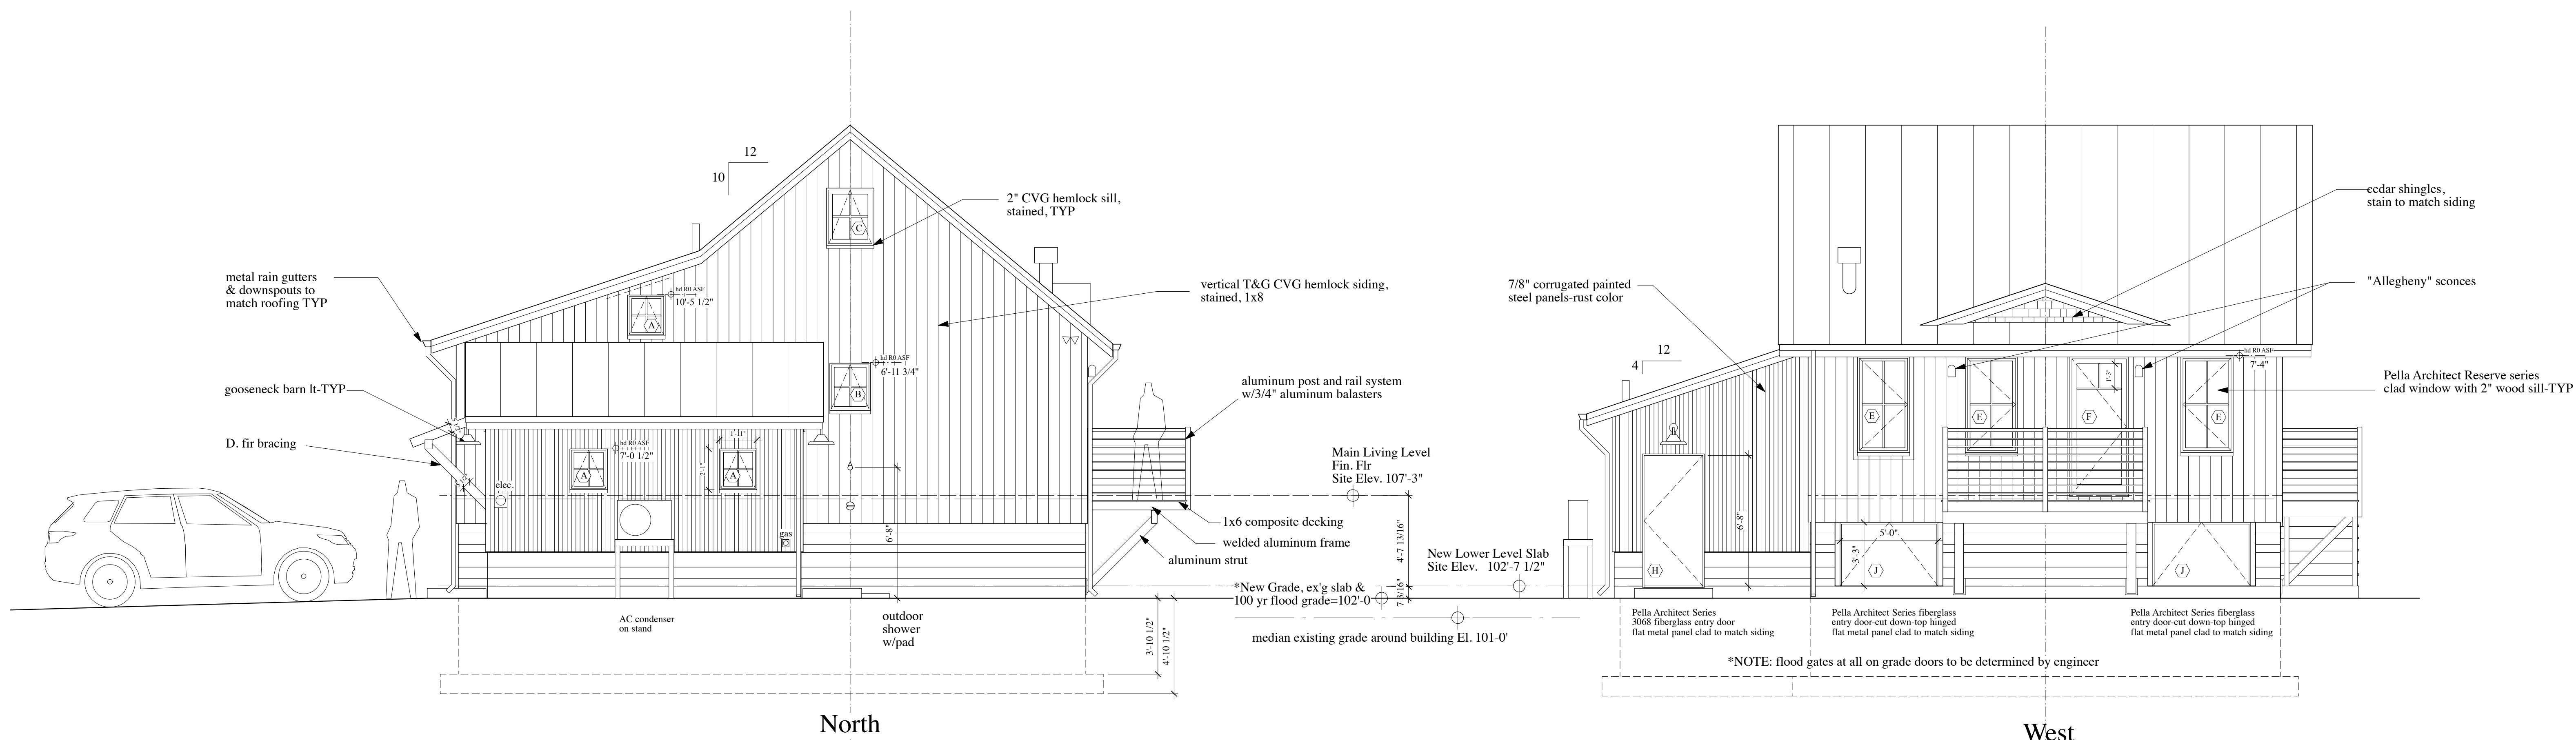 12
10
2" CVG hemlock sill,
stained, TYP
metal rain gutters
& downspouts to
match roofing TYP
C
hd R0 ASF
10'-5 1/2"
A
vertical T&G CVG hemlock siding,
stained, 1x8
gooseneck barn lt-TYP
hd R0 ASF
6'-11 3/4"
B
aluminum post and rail system
w/3/4" aluminum balasters
D. fir bracing
hd R0 ASF
7'-0 1/2"
1'-11"
2'-1"
A
A
elec.
gas
6'-8"
Main Living Level
Fin. Flr
Site Elev. 107'-3"
1x6 composite decking
welded aluminum frame
aluminum strut
4'-7 13/16"
7 3/16"
New Lower Level Slab
Site Elev. 102'-7 1/2"
*New Grade, ex'g slab &
100 yr flood grade=102'-0
median existing grade around building El. 101-0'
AC condenser
on stand
outdoor
shower
w/pad
3'-10 1/2"
4'-10 1/2"
North
7/8" corrugated painted
steel panels-rust color
12
4
cedar shingles,
stain to match siding
"Allegheny" sconces
hd R0 ASF
7'-4"
1'-3"
Pella Architect Reserve series
clad window with 2" wood sill-TYP
E
E
F
E
6'-8"
H
5'-0"
3'-3"
J
J
Pella Architect Series
3068 fiberglass entry door
flat metal panel clad to match siding
Pella Architect Series fiberglass
entry door-cut down-top hinged
flat metal panel clad to match siding
Pella Architect Series fiberglass
entry door-cut down-top hinged
flat metal panel clad to match siding
*NOTE: flood gates at all on grade doors to be determined by engineer
West